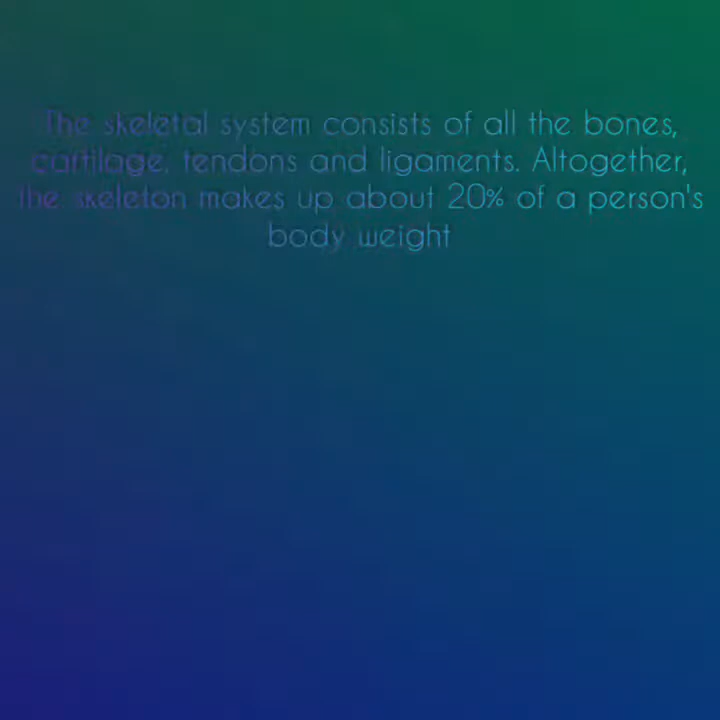 The skeletal system consists of all the bones,
cartilage, tendons and ligaments. Altogether,
the skeleton makes up about 20% of a person's
body weight